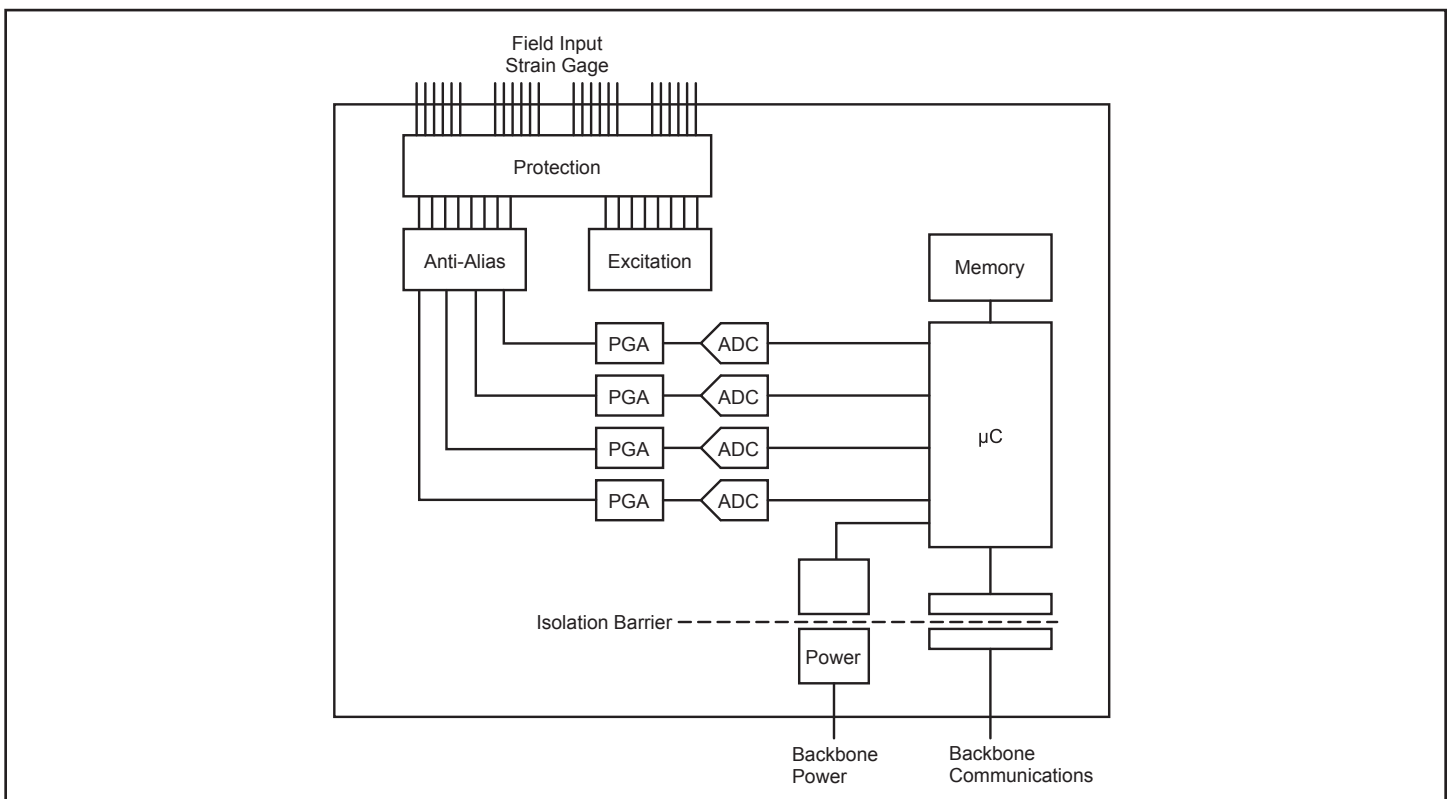 Field Input
Strain Gage
Protection
Anti-Alias
Excitation
Memory
PGA
ADC
PGA
ADC
µC
PGA
ADC
PGA
ADC
Isolation Barrier
Power
Backbone
Power
Backbone
Communications